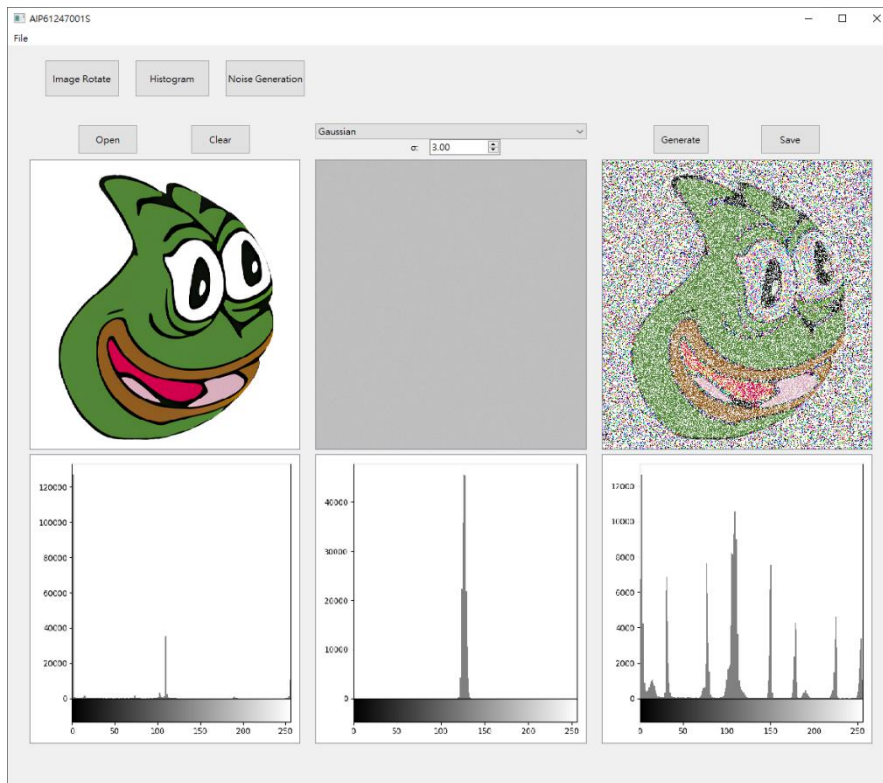 AIP61247001S
File
Image Rotate
Histogram
Noise Generation
Open
Clear
Gaussian
σ: 3.00
Generate
Save
120000
100000
80000
60000
40000
20000
0
0 50 100 150 200 250
40000
30000
20000
10000
0
0 50 100 150 200 250
12000
10000
8000
6000
4000
2000
0
0 50 100 150 200 250